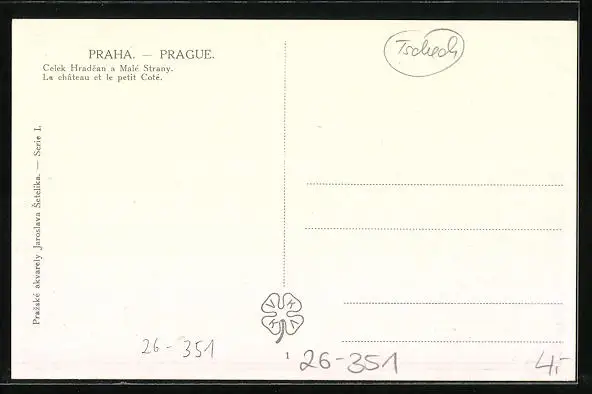 PRAHA. — PRAGUE.
Celek Hradčan a Malé Strany.
La château et le petit Coté.
Pražské akvarely Jaroslava Šetelíka. — Serie I.
Tschech
V K K V
1
26-351
26-351
4,-